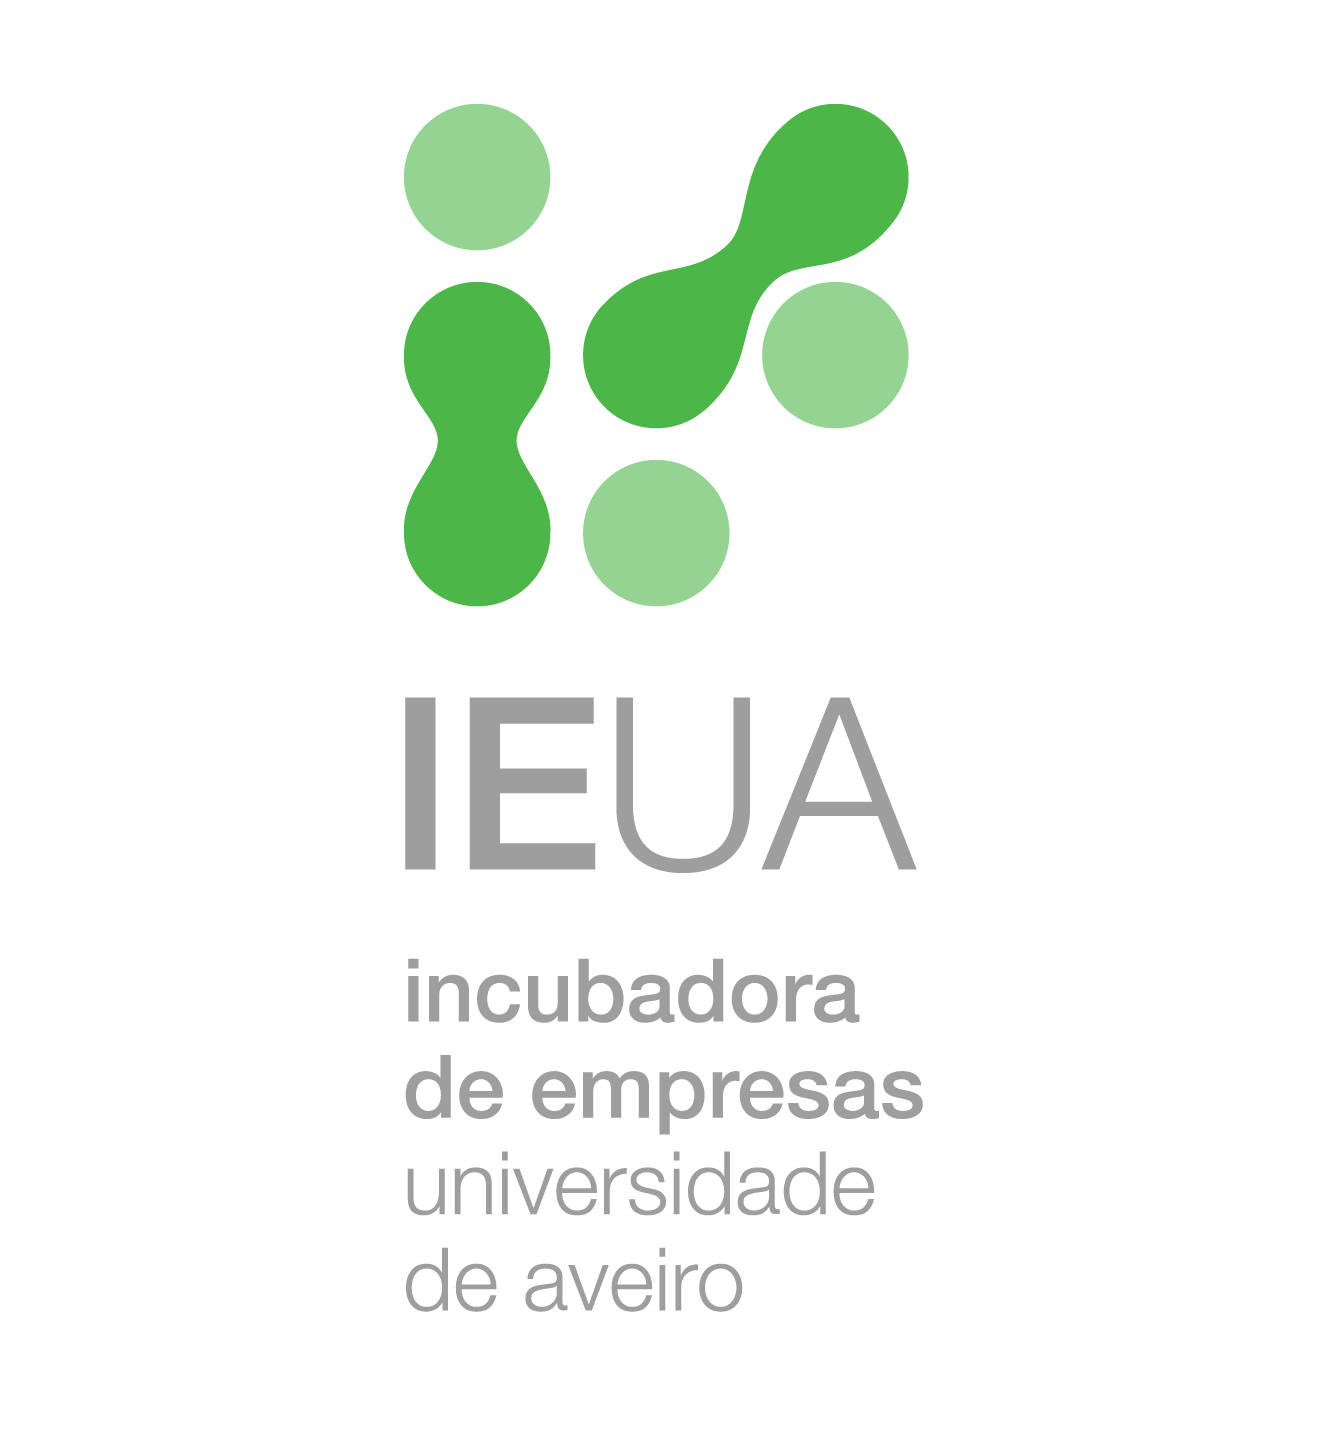 IEUA
incubadora
de empresas
universidade
de aveiro